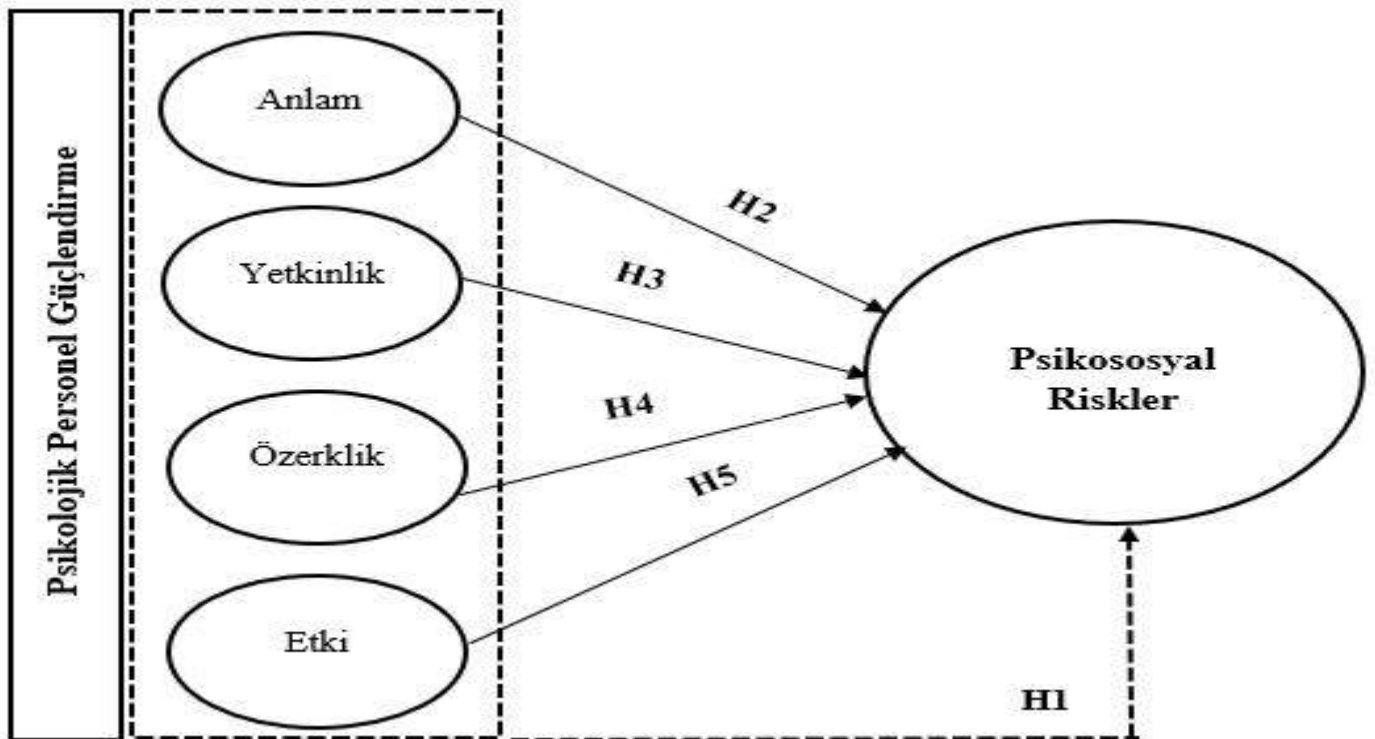 Psikolojik Personel Güçlendirme
Anlam
Yetkinlik
Özerklik
Etki
H2
H3
H4
H5
Psikososyal
Riskler
H1